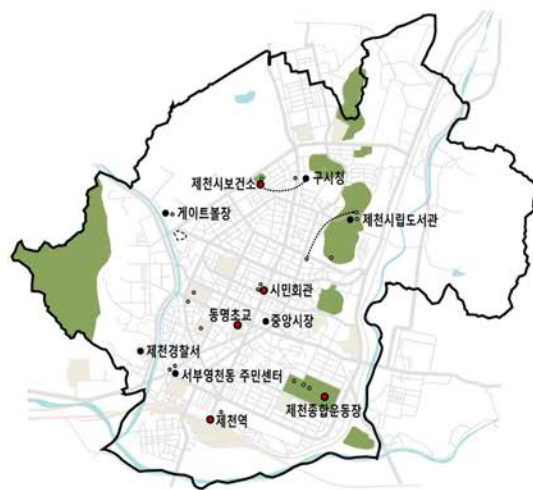 제천시보건소
구시청
게이트볼장
제천시립도서관
시민회관
동명초교
중앙시장
제천경찰서
서부영천동 주민센터
제천종합운동장
제천역